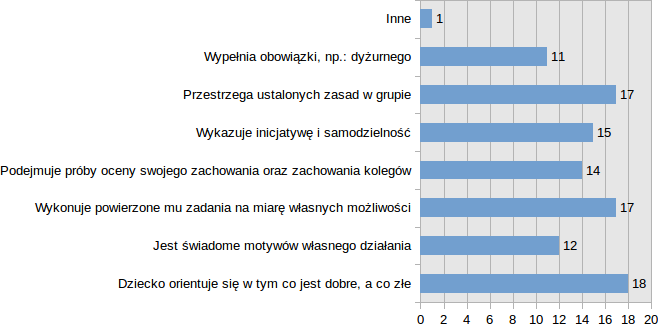 Inne 1
Wypełnia obowiązki, np.: dyżurnego 11
Przestrzega ustalonych zasad w grupie 17
Wykazuje inicjatywę i samodzielność 15
Podejmuje próby oceny swojego zachowania oraz zachowania kolegów 14
Wykonuje powierzone mu zadania na miarę własnych możliwości 17
Jest świadome motywów własnego działania 12
Dziecko orientuje się w tym co jest dobre, a co złe 18
0 2 4 6 8 10 12 14 16 18 20